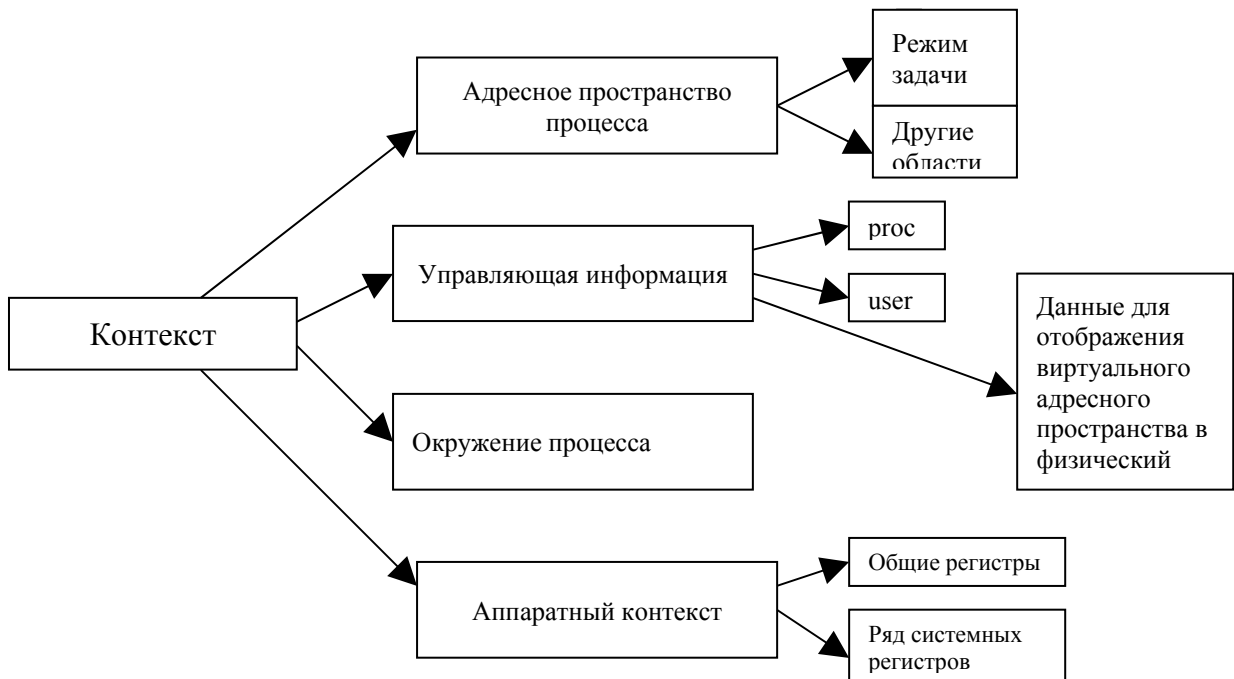 Режим
задачи
Адресное пространство
процесса
Другие
области
proc
Управляющая информация
user
Данные для
отображения
виртуального
адресного
пространства в
физический
Контекст
Окружение процесса
Общие регистры
Аппаратный контекст
Ряд системных
регистров